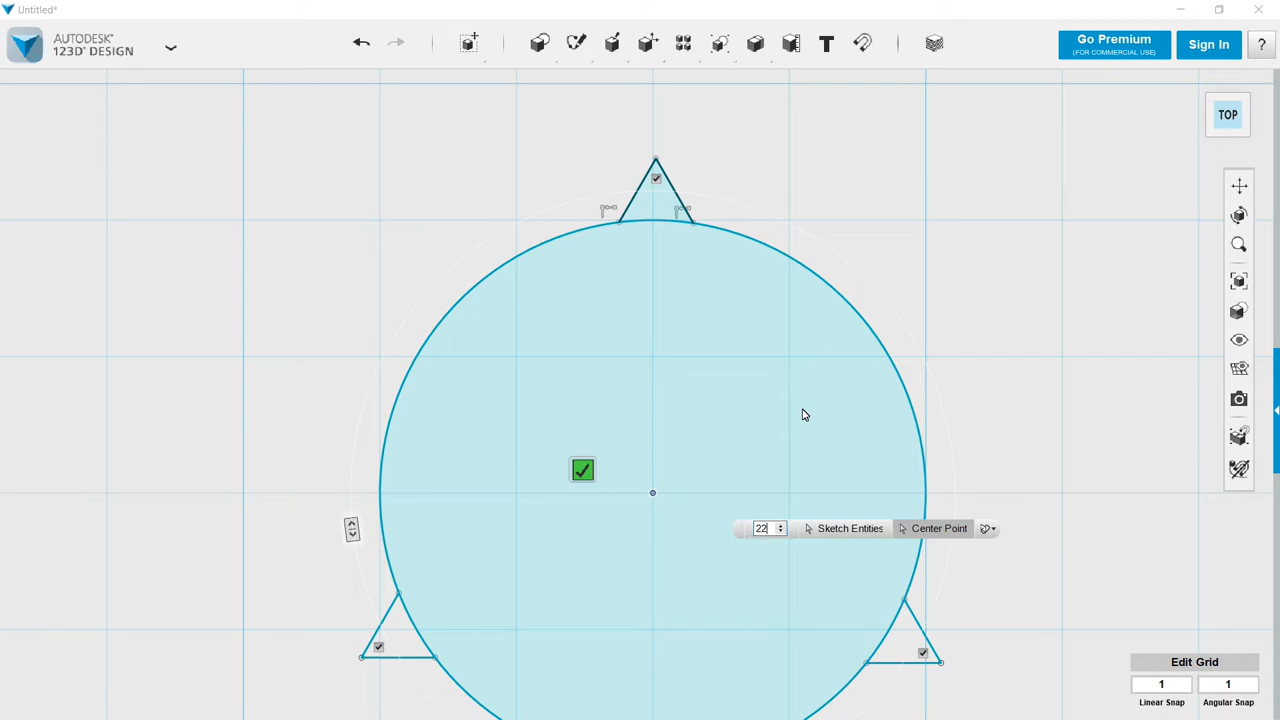 Untitled*
AUTODESK
123D® DESIGN
Go Premium
(FOR COMMERCIAL USE)
Sign In
?
TOP
22
Sketch Entities
Center Point
Edit Grid
1
1
Linear Snap
Angular Snap